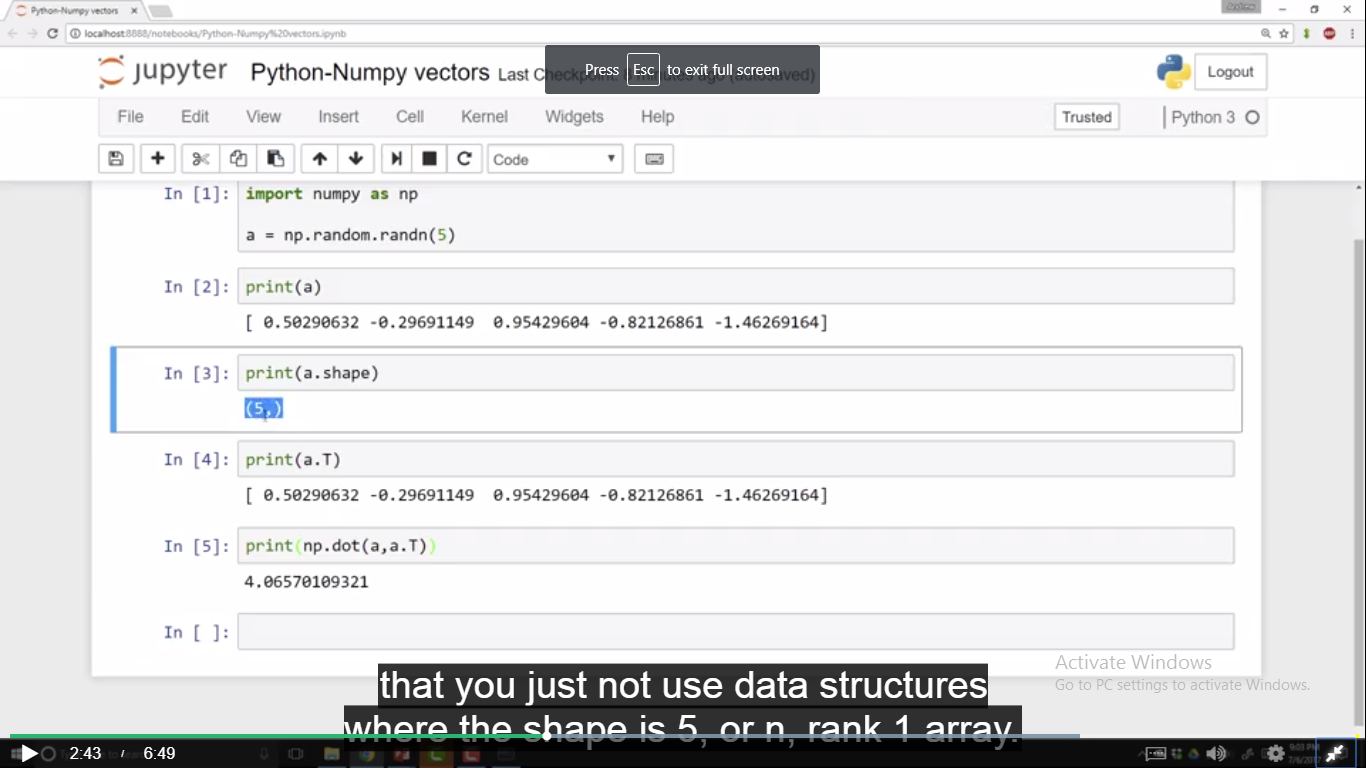 Python-Numpy vectors
localhost:8888/notebooks/Python-Numpy%20vectors.ipynb
jupyter Python-Numpy vectors Last
Press Esc to exit full screen
Logout
File Edit View Insert Cell Kernel Widgets Help Trusted Python 3
Code
In [1]: import numpy as np
a = np.random.randn(5)
In [2]: print(a)
[ 0.50290632 -0.29691149 0.95429604 -0.82126861 -1.46269164]
In [3]: print(a.shape)
(5,)
In [4]: print(a.T)
[ 0.50290632 -0.29691149 0.95429604 -0.82126861 -1.46269164]
In [5]: print(np.dot(a,a.T))
4.06570109321
In [ ]:
that you just not use data structures
where the shape is 5, or n, rank 1 array.
Activate Windows
Go to PC settings to activate Windows.
2:43 / 6:49
9:03 PM